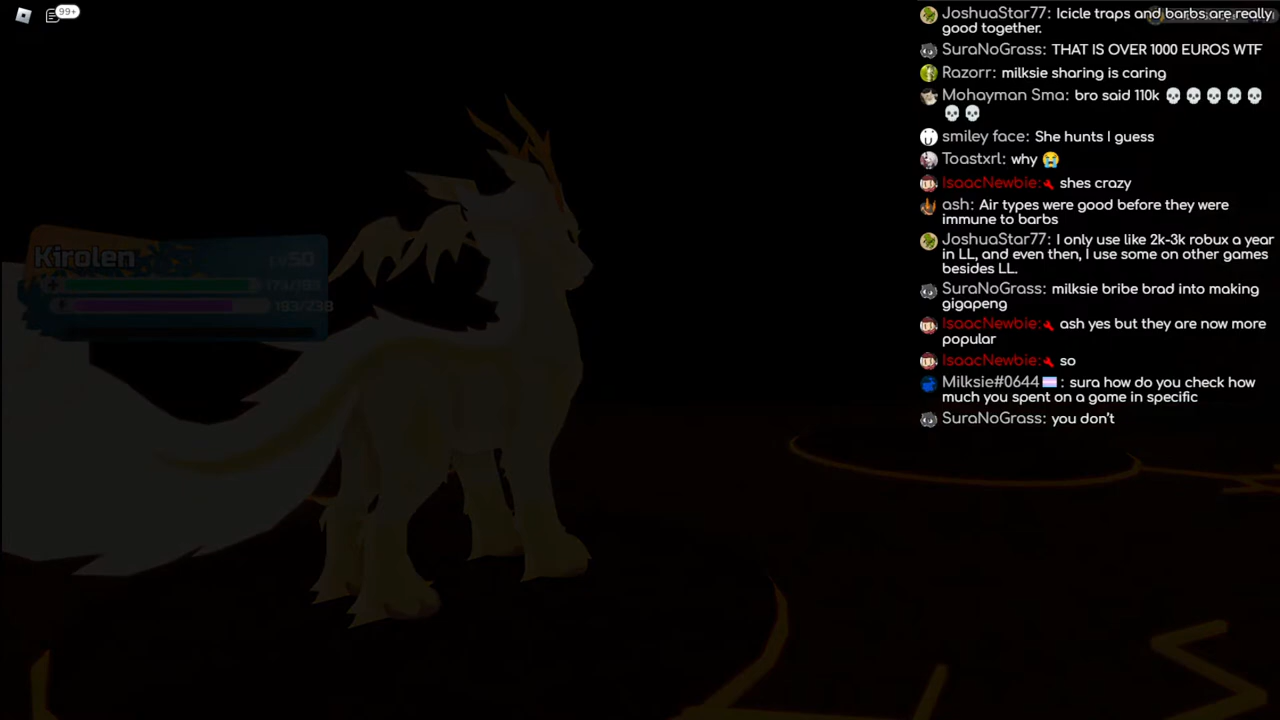 99+
JoshuaStar77: Icicle traps and barbs are really
good together.
SuraNoGrass: THAT IS OVER 1000 EUROS WTF
Razorr: milksie sharing is caring
Mohayman Sma: bro said 110k 💀 💀 💀 💀 💀
💀 💀
smiley face: She hunts I guess
Toastxrl: why 😭
IsaacNewbie: shes crazy
ash: Air types were good before they were
immune to barbs
JoshuaStar77: I only use like 2k-3k robux a year
in LL, and even then, I use some on other games
besides LL.
SuraNoGrass: milksie bribe brad into making
gigapeng
IsaacNewbie: ash yes but they are now more
popular
IsaacNewbie: so
Milksie#0644 : sura how do you check how
much you spent on a game in specific
SuraNoGrass: you don't
Kirolen Lv50
193/238